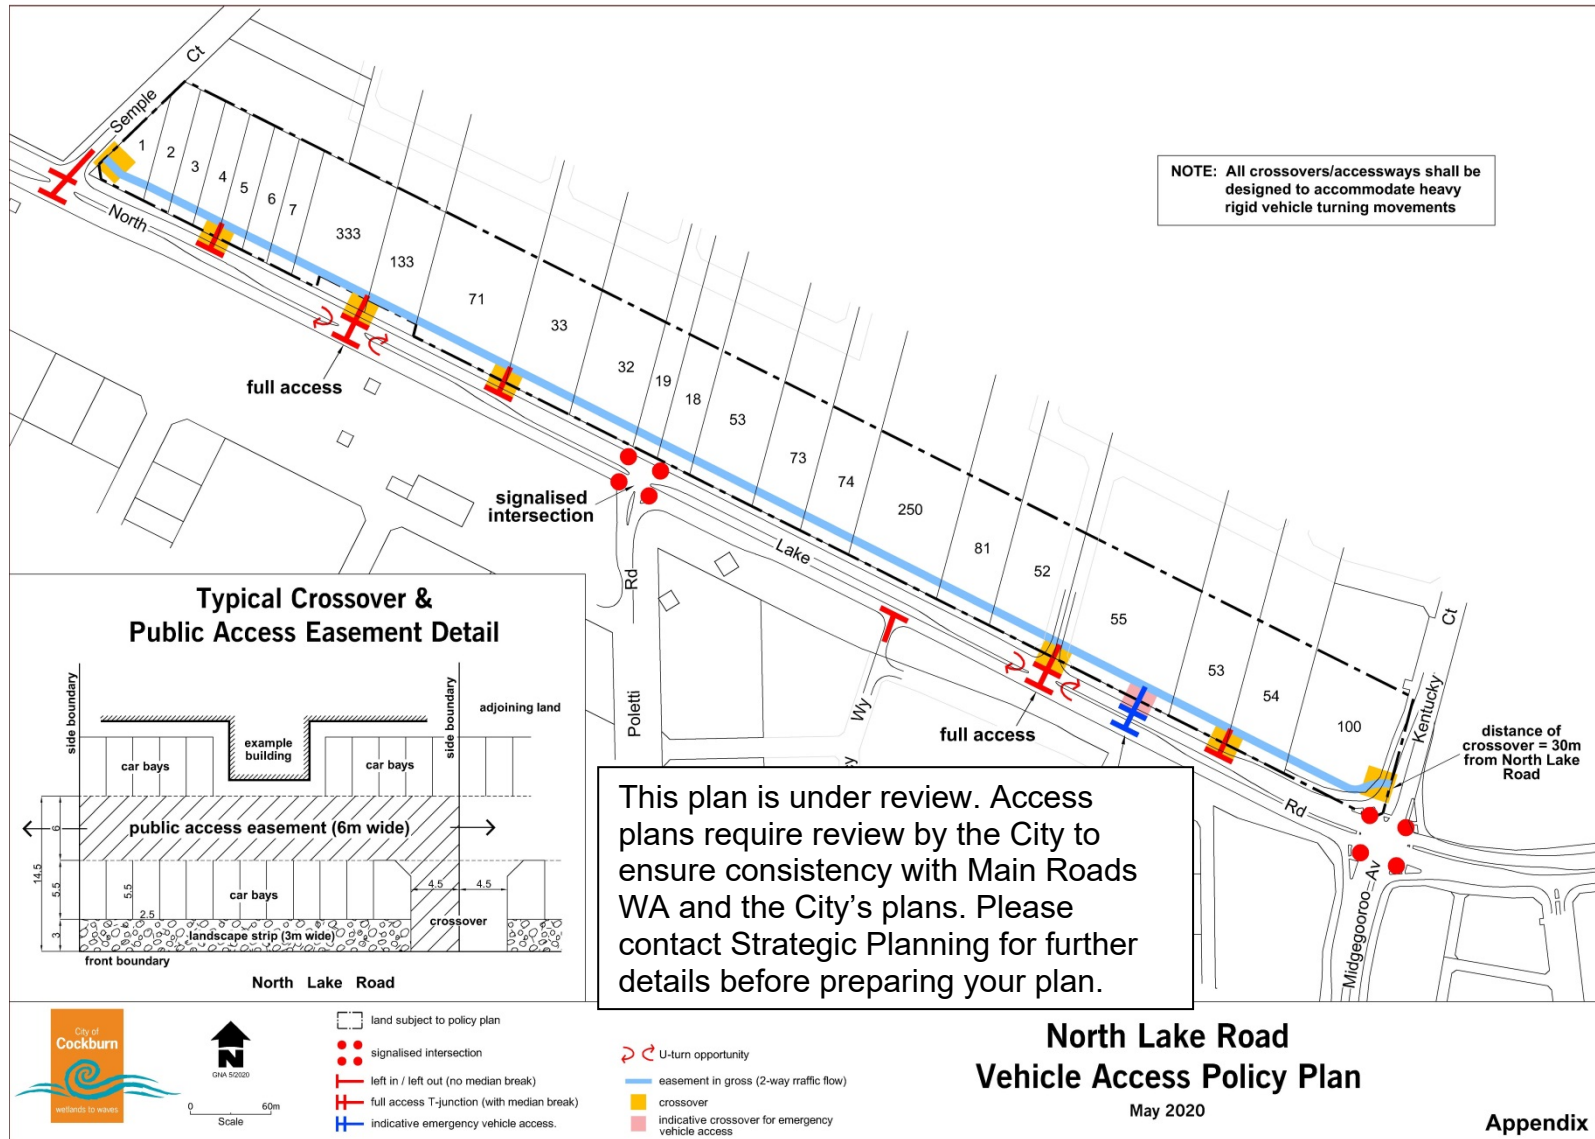 Semple
Ct
1
2
3
4
5
6
7
333
133
71
33
32
19
18
53
73
74
250
81
52
55
53
54
100
North
Lake
Rd
full access
signalised
intersection
Rd
Poletti
Wy
full access
Ct
Kentucky
Midgegooroo Av
distance of
crossover = 30m
from North Lake
Road
NOTE: All crossovers/accessways shall be
designed to accommodate heavy
rigid vehicle turning movements
Typical Crossover &
Public Access Easement Detail
side boundary
side boundary
adjoining land
example
building
car bays
car bays
public access easement (6m wide)
6
14.5
5.5
5.5
3
2.5
4.5
4.5
car bays
crossover
landscape strip (3m wide)
front boundary
North Lake Road
This plan is under review. Access
plans require review by the City to
ensure consistency with Main Roads
WA and the City’s plans. Please
contact Strategic Planning for further
details before preparing your plan.
City of
Cockburn
wetlands to waves
N
GNA 5/2020
0 60m
Scale
land subject to policy plan
signalised intersection
left in / left out (no median break)
full access T-junction (with median break)
indicative emergency vehicle access.
U-turn opportunity
easement in gross (2-way rraffic flow)
crossover
indicative crossover for emergency
vehicle access
North Lake Road
Vehicle Access Policy Plan
May 2020
Appendix